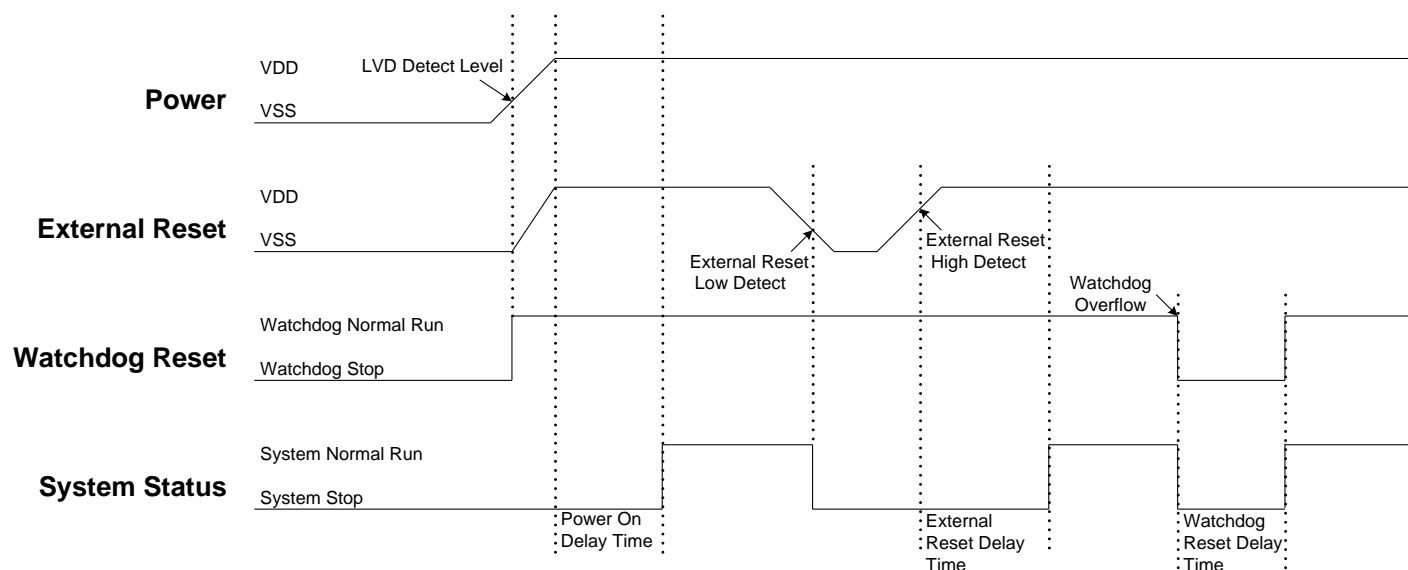 VDD
LVD Detect Level
Power
VSS
VDD
External Reset
VSS
External Reset
Low Detect
External Reset
High Detect
Watchdog
Overflow
Watchdog Normal Run
Watchdog Reset
Watchdog Stop
System Normal Run
System Status
System Stop
Power On
Delay Time
External
Reset Delay
Time
Watchdog
Reset Delay
Time